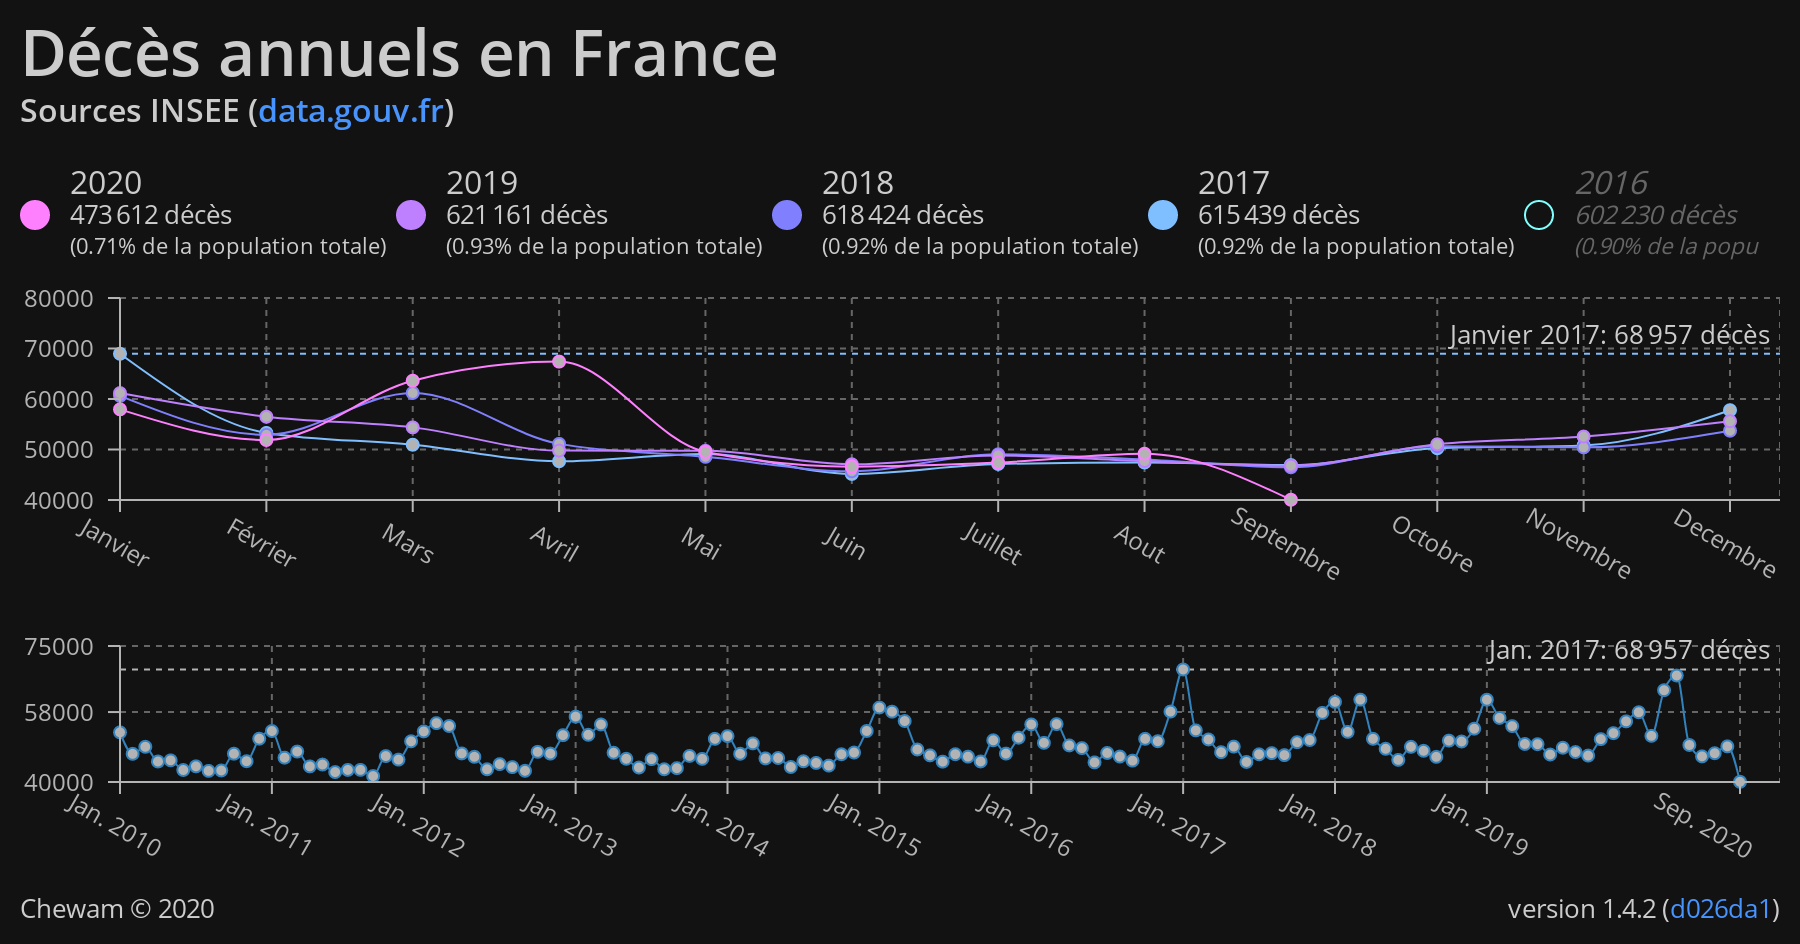 Décès annuels en France
Sources INSEE (data.gouv.fr)
2020
473 612 décès
(0.71% de la population totale)
2019
621 161 décès
(0.93% de la population totale)
2018
618 424 décès
(0.92% de la population totale)
2017
615 439 décès
(0.92% de la population totale)
2016
602 230 décès
(0.90% de la popu
80000
70000
60000
50000
40000
Janvier 2017: 68 957 décès
Janvier
Février
Mars
Avril
Mai
Juin
Juillet
Aout
Septembre
Octobre
Novembre
Decembre
75000
58000
40000
Jan. 2017: 68 957 décès
Jan. 2010
Jan. 2011
Jan. 2012
Jan. 2013
Jan. 2014
Jan. 2015
Jan. 2016
Jan. 2017
Jan. 2018
Jan. 2019
Sep. 2020
Chewam © 2020
version 1.4.2 (d026da1)